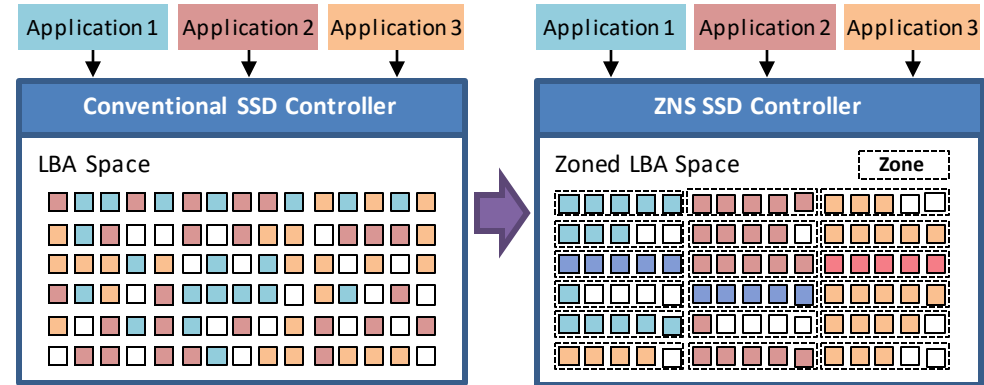 Application 1 Application 2 Application 3
Application 1 Application 2 Application 3
Conventional SSD Controller
ZNS SSD Controller
LBA Space
Zoned LBA Space
Zone